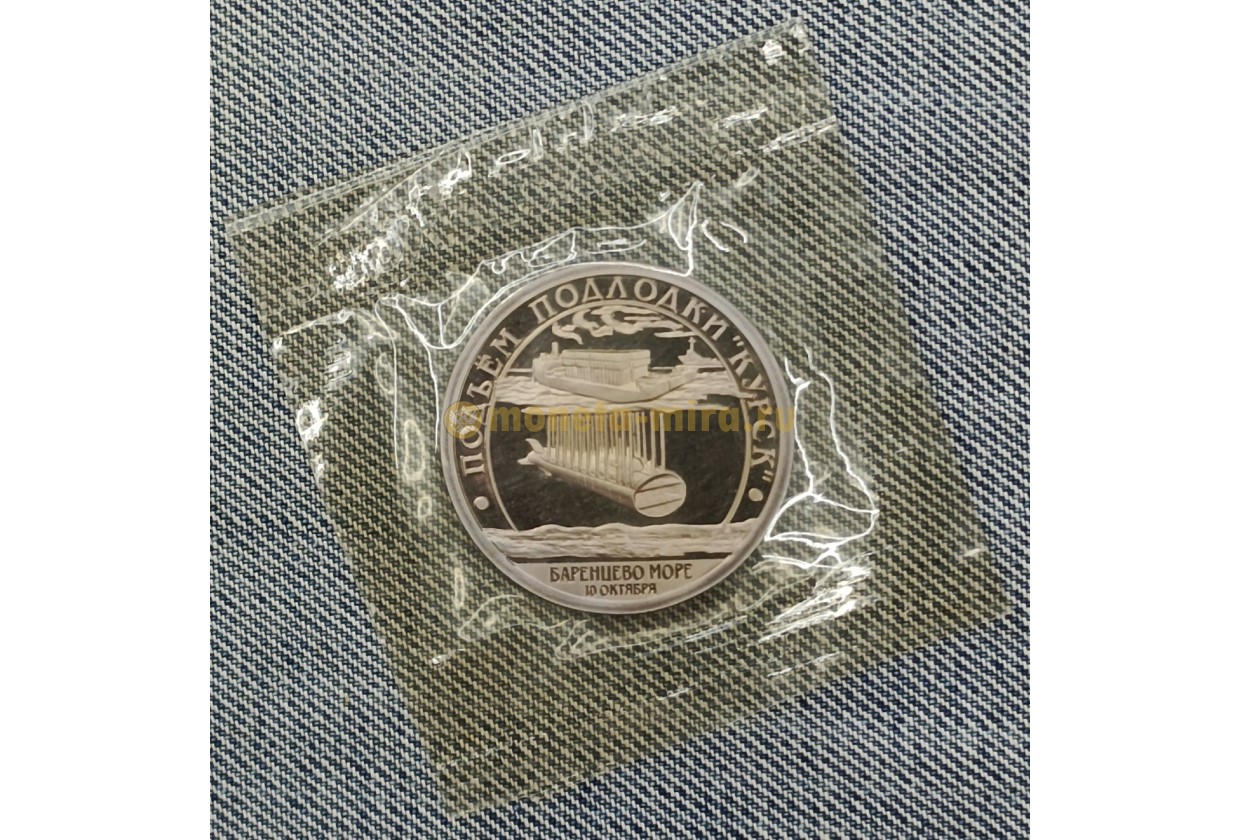 ПОДЪЁМ ПОДЛОДКИ "КУРСК"
©moneta-mira.ru
БАРЕНЦЕВО МОРЕ
10 ОКТЯБРЯ